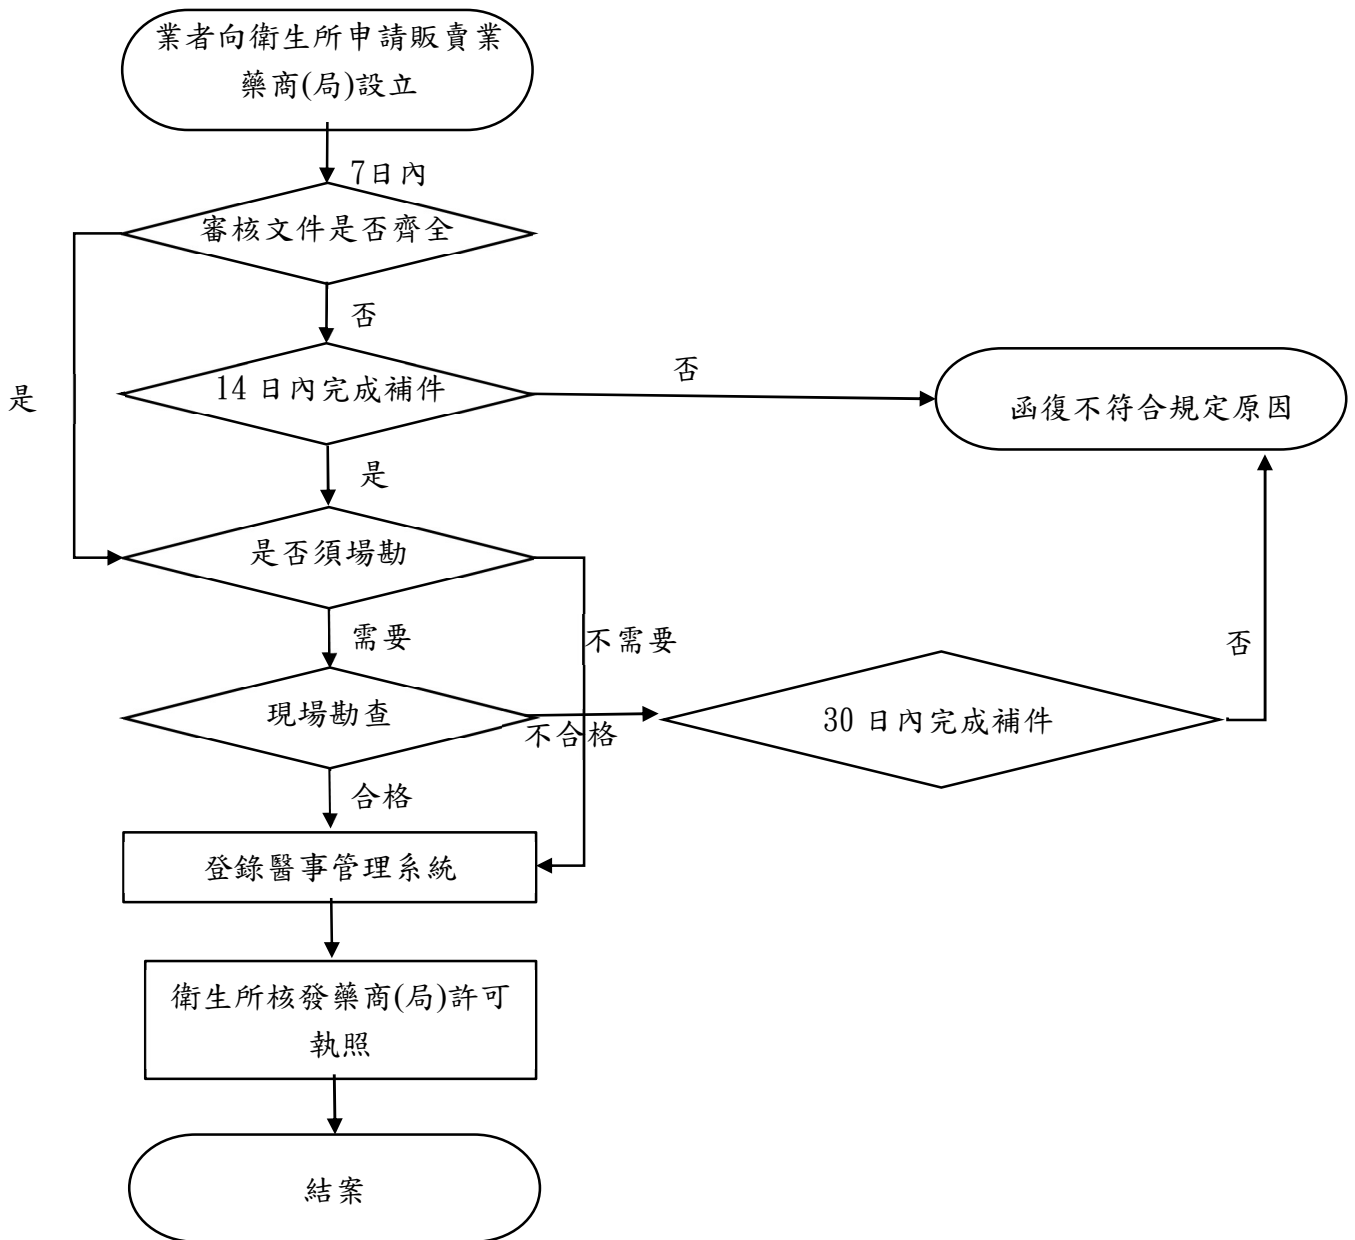 業者向衛生所申請販賣業
藥商(局)設立
7日內
審核文件是否齊全
否
是
14 日內完成補件
否
函復不符合規定原因
是
是否須場勘
需要
不需要
否
現場勘查
不合格
30 日內完成補件
合格
登錄醫事管理系統
衛生所核發藥商(局)許可
執照
結案